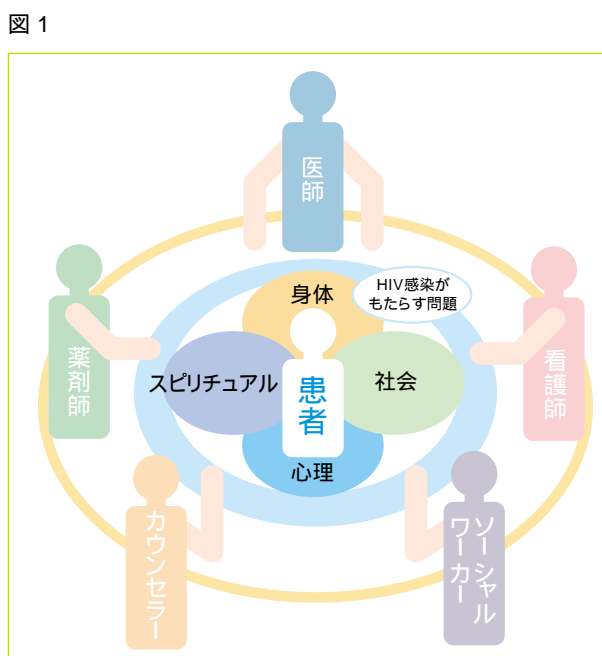 図 1
医師
身体
HIV感染が
もたらす問題
薬剤師
看護師
スピリチュアル
患者
社会
心理
カウンセラー
ソーシャル
ワーカー